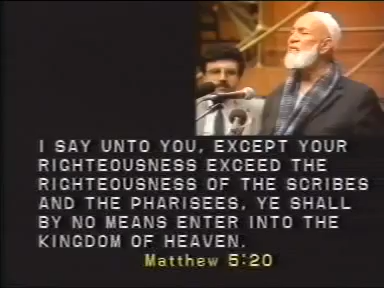 I SAY UNTO YOU, EXCEPT YOUR
RIGHTEOUSNESS EXCEED THE
RIGHTEOUSNESS OF THE SCRIBES
AND THE PHARISEES, YE SHALL
BY NO MEANS ENTER INTO THE
KINGDOM OF HEAVEN.
Matthew 5:20